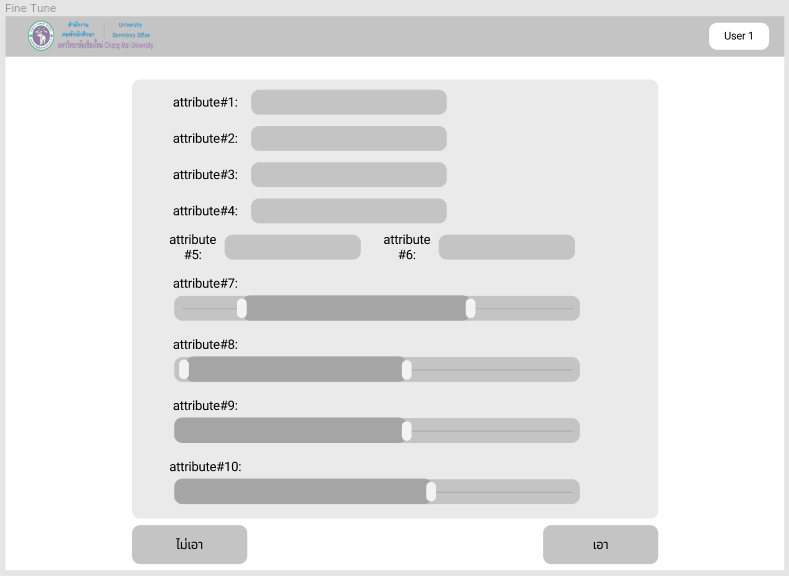 Fine Tune
สำนักงาน
หอพักนักศึกษา
University
Dormitory Office
มหาวิทยาลัยเชียงใหม่ Chiang Mai University
User 1
attribute#1:
attribute#2:
attribute#3:
attribute#4:
attribute
#5:
attribute
#6:
attribute#7:
attribute#8:
attribute#9:
attribute#10:
ไม่เอา
เอา